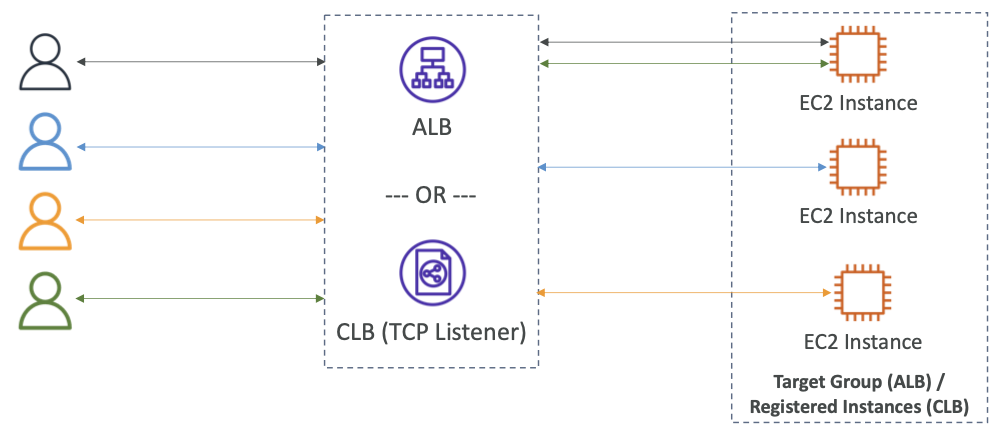 ALB
--- OR ---
CLB (TCP Listener)
EC2 Instance
EC2 Instance
EC2 Instance
Target Group (ALB) /
Registered Instances (CLB)